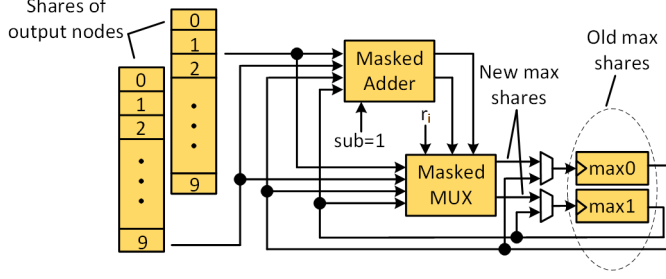 Shares of
output nodes
0
1
2
9
0
1
2
9
Masked
Adder
sub=1
ri
Masked
MUX
New max
shares
Old max
shares
max0
max1